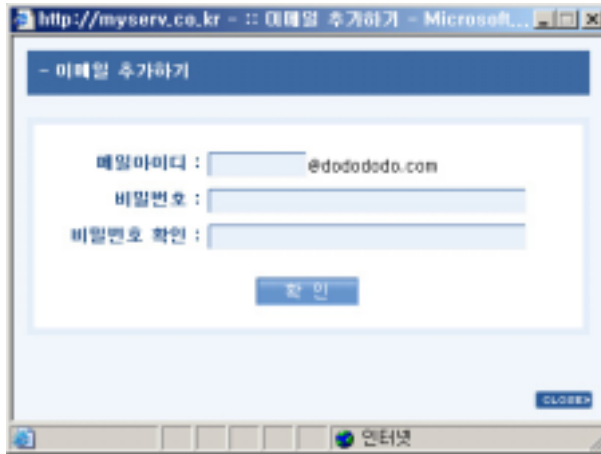 http://myserv.co.kr - :: 이메일 추가하기 - Microsoft...
- 이메일 추가하기
메일아이디 : @dodododo.com
비밀번호 :
비밀번호 확인 :
확 인
CLOSE>
인터넷